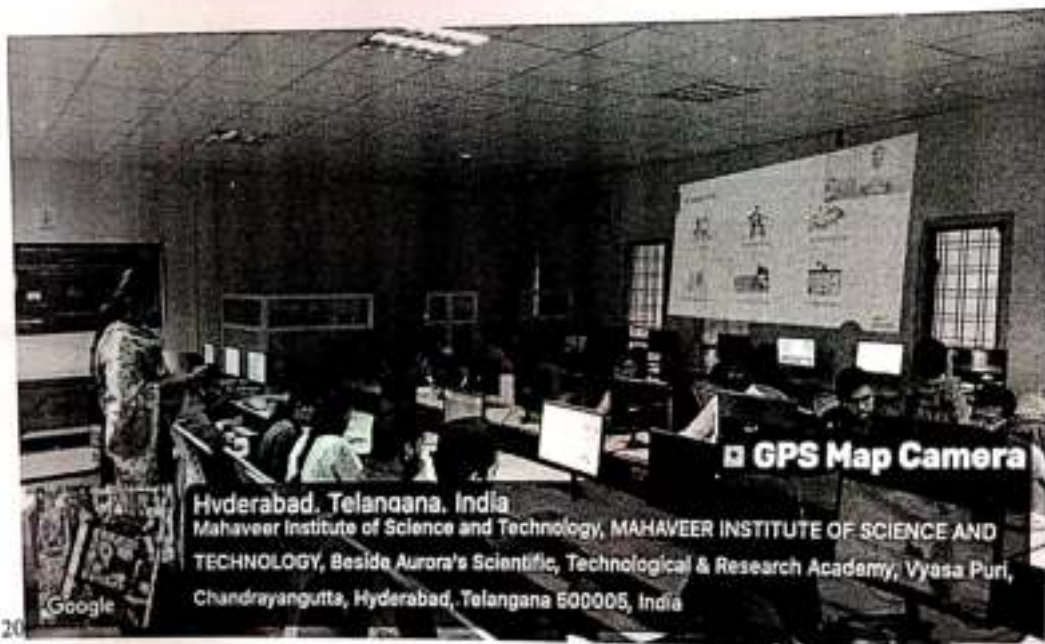 GPS Map Camera
Hyderabad, Telangana, India
Mahaveer Institute of Science and Technology, MAHAVEER INSTITUTE OF SCIENCE AND
TECHNOLOGY, Beside Aurora's Scientific, Technological & Research Academy, Vyasa Puri,
Chandrayangutta, Hyderabad, Telangana 500005, India
Google
20